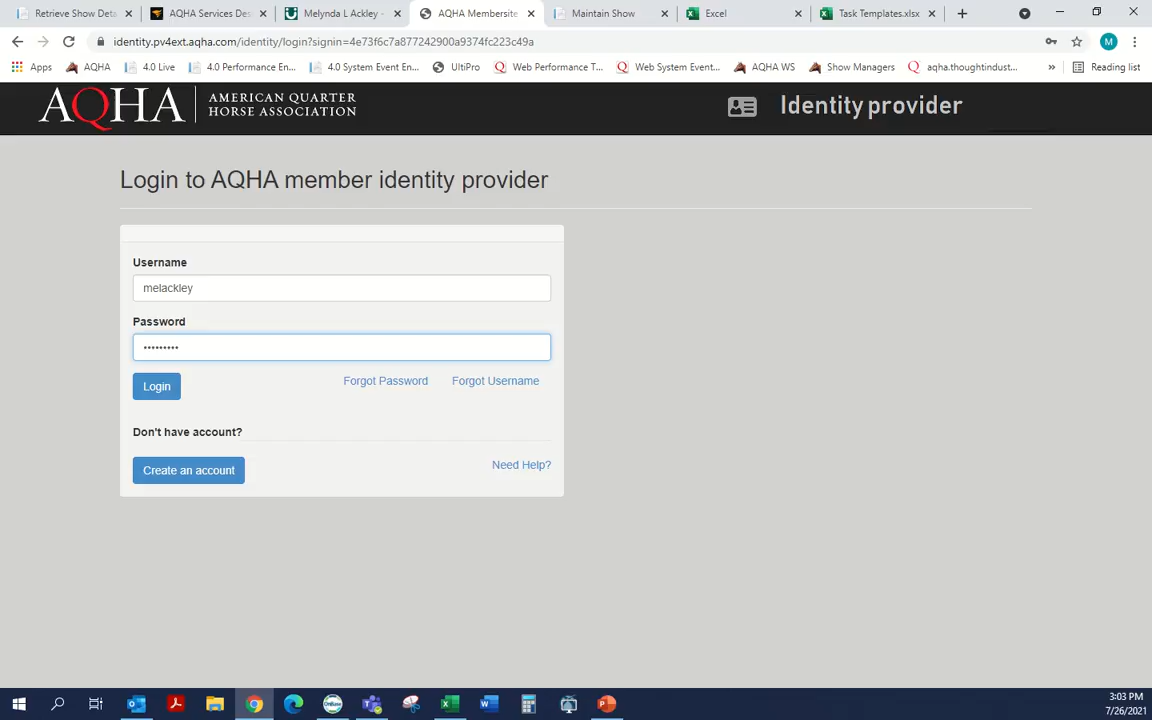 Retrieve Show Deta
AQHA Services Des
Melynda L Ackley -
AQHA Membersite
Maintain Show
Excel
Task Templates.xlsx
identity.pv4ext.aqha.com/identity/login?signin=4e73f6c7a877242900a9374fc223c49a
M
Apps
AQHA
4.0 Live
4.0 Performance En...
4.0 System Event En...
UltiPro
Web Performance T...
Web System Event...
AQHA WS
Show Managers
aqha.thoughtindust...
»
Reading list
AQHA
AMERICAN QUARTER
HORSE ASSOCIATION
Identity provider
Login to AQHA member identity provider
Username
melackley
Password
•••••••••
Login
Forgot Password
Forgot Username
Don't have account?
Create an account
Need Help?
3:03 PM
7/26/2021